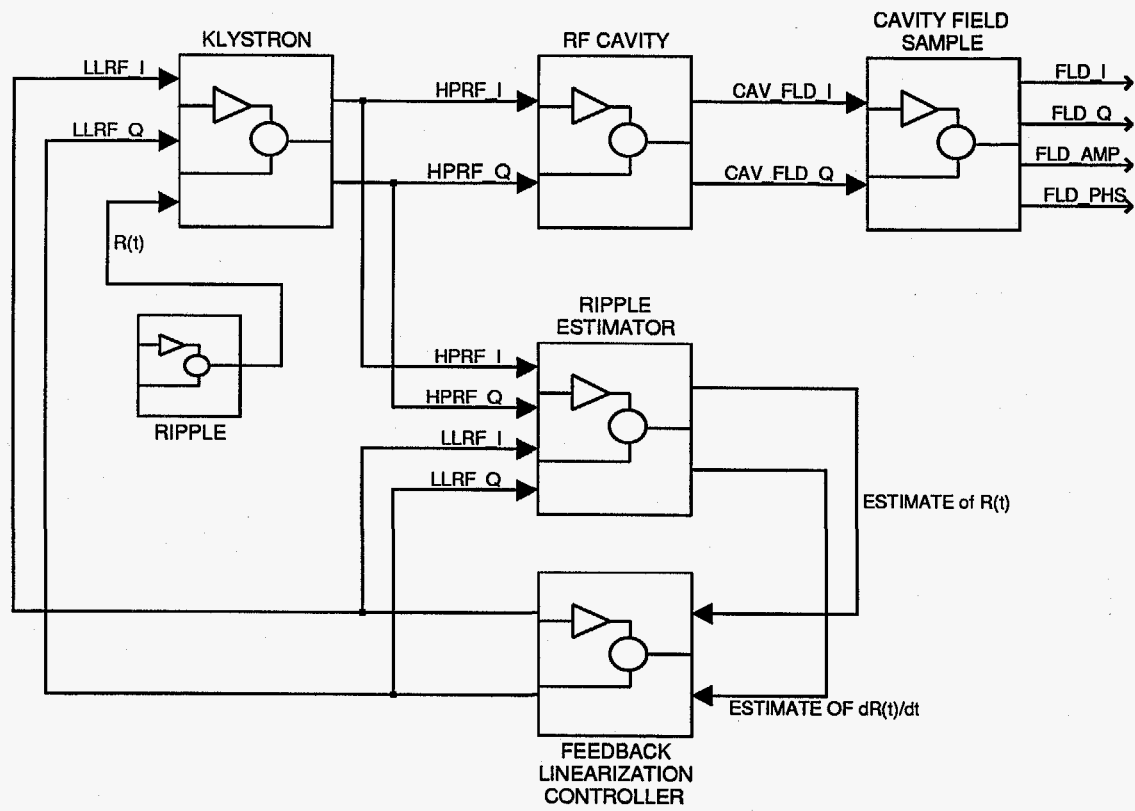 KLYSTRON
RF CAVITY
CAVITY FIELD
SAMPLE
LLRF_I
LLRF_Q
R(t)
HPRF_I
HPRF_Q
CAV_FLD_I
CAV_FLD_Q
FLD_I
FLD_Q
FLD_AMP
FLD_PHS
RIPPLE
RIPPLE
ESTIMATOR
HPRF_I
HPRF_Q
LLRF_I
LLRF_Q
ESTIMATE of R(t)
ESTIMATE OF dR(t)/dt
FEEDBACK
LINEARIZATION
CONTROLLER